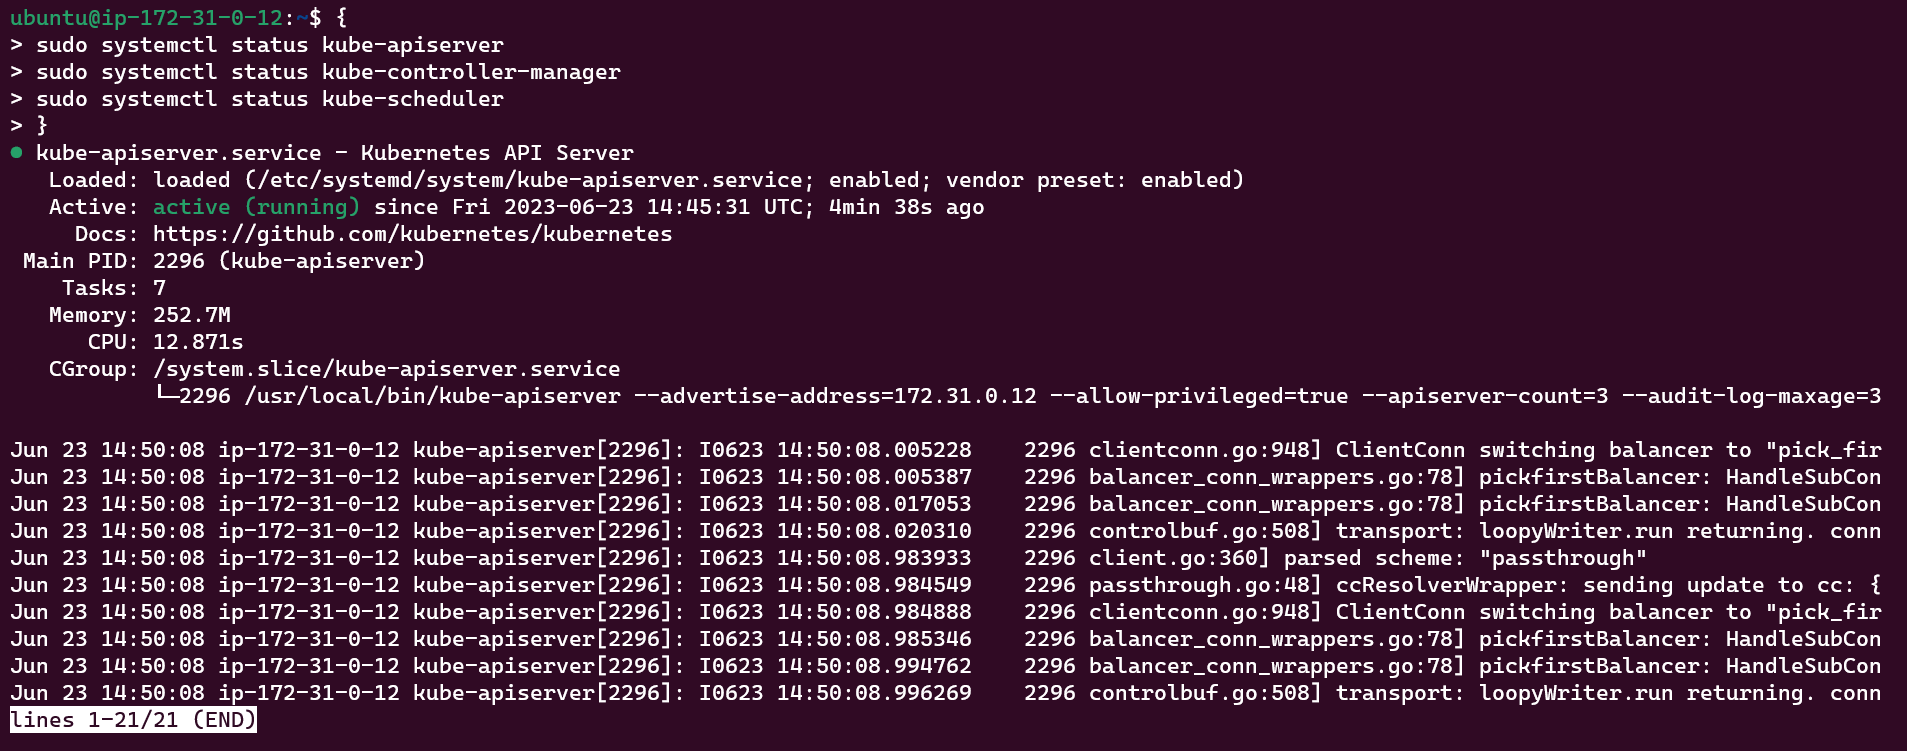 ubuntu@ip-172-31-0-12:~$ {
> sudo systemctl status kube-apiserver
> sudo systemctl status kube-controller-manager
> sudo systemctl status kube-scheduler
> }
● kube-apiserver.service - Kubernetes API Server
Loaded: loaded (/etc/systemd/system/kube-apiserver.service; enabled; vendor preset: enabled)
Active: active (running) since Fri 2023-06-23 14:45:31 UTC; 4min 38s ago
Docs: https://github.com/kubernetes/kubernetes
Main PID: 2296 (kube-apiserver)
Tasks: 7
Memory: 252.7M
CPU: 12.871s
CGroup: /system.slice/kube-apiserver.service
└─2296 /usr/local/bin/kube-apiserver --advertise-address=172.31.0.12 --allow-privileged=true --apiserver-count=3 --audit-log-maxage=3
Jun 23 14:50:08 ip-172-31-0-12 kube-apiserver[2296]: I0623 14:50:08.005228    2296 clientconn.go:948] ClientConn switching balancer to "pick_fir
Jun 23 14:50:08 ip-172-31-0-12 kube-apiserver[2296]: I0623 14:50:08.005387    2296 balancer_conn_wrappers.go:78] pickfirstBalancer: HandleSubCon
Jun 23 14:50:08 ip-172-31-0-12 kube-apiserver[2296]: I0623 14:50:08.017053    2296 balancer_conn_wrappers.go:78] pickfirstBalancer: HandleSubCon
Jun 23 14:50:08 ip-172-31-0-12 kube-apiserver[2296]: I0623 14:50:08.020310    2296 controlbuf.go:508] transport: loopyWriter.run returning. conn
Jun 23 14:50:08 ip-172-31-0-12 kube-apiserver[2296]: I0623 14:50:08.983933    2296 client.go:360] parsed scheme: "passthrough"
Jun 23 14:50:08 ip-172-31-0-12 kube-apiserver[2296]: I0623 14:50:08.984549    2296 passthrough.go:48] ccResolverWrapper: sending update to cc: {
Jun 23 14:50:08 ip-172-31-0-12 kube-apiserver[2296]: I0623 14:50:08.984888    2296 clientconn.go:948] ClientConn switching balancer to "pick_fir
Jun 23 14:50:08 ip-172-31-0-12 kube-apiserver[2296]: I0623 14:50:08.985346    2296 balancer_conn_wrappers.go:78] pickfirstBalancer: HandleSubCon
Jun 23 14:50:08 ip-172-31-0-12 kube-apiserver[2296]: I0623 14:50:08.994762    2296 balancer_conn_wrappers.go:78] pickfirstBalancer: HandleSubCon
Jun 23 14:50:08 ip-172-31-0-12 kube-apiserver[2296]: I0623 14:50:08.996269    2296 controlbuf.go:508] transport: loopyWriter.run returning. conn
lines 1-21/21 (END)